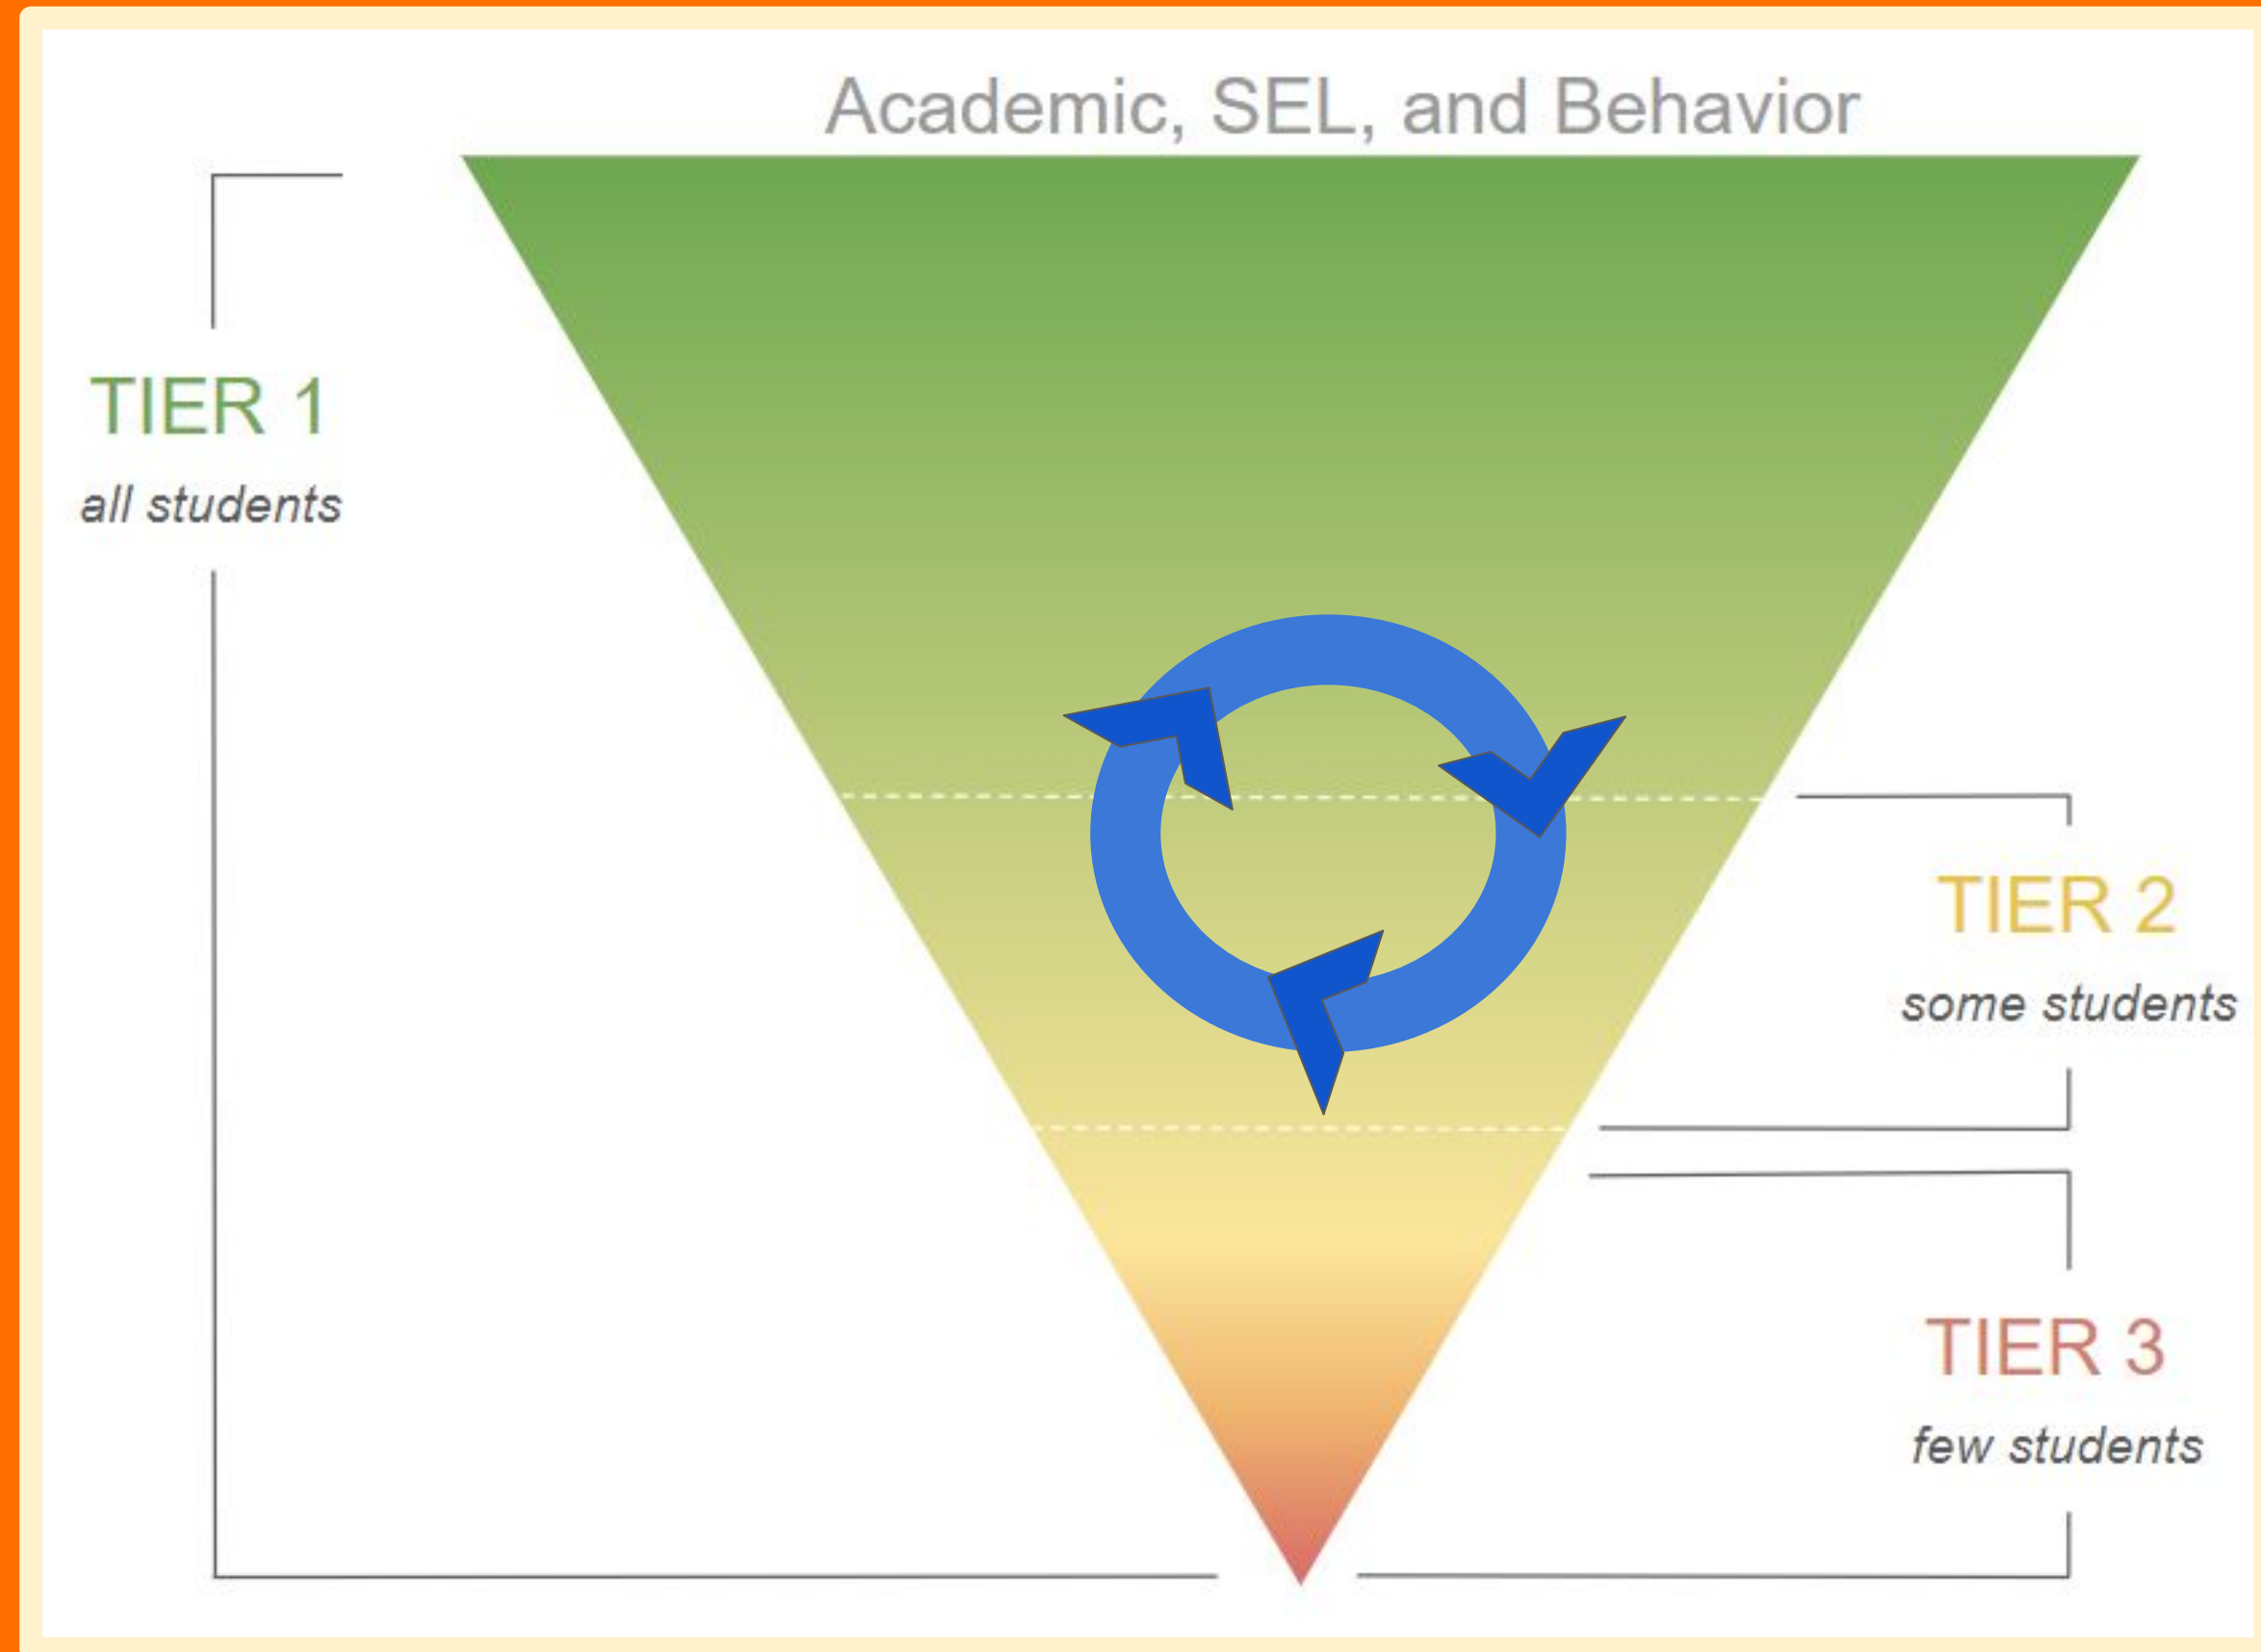 Academic, SEL, and Behavior
TIER 1
all students
TIER 2
some students
TIER 3
few students